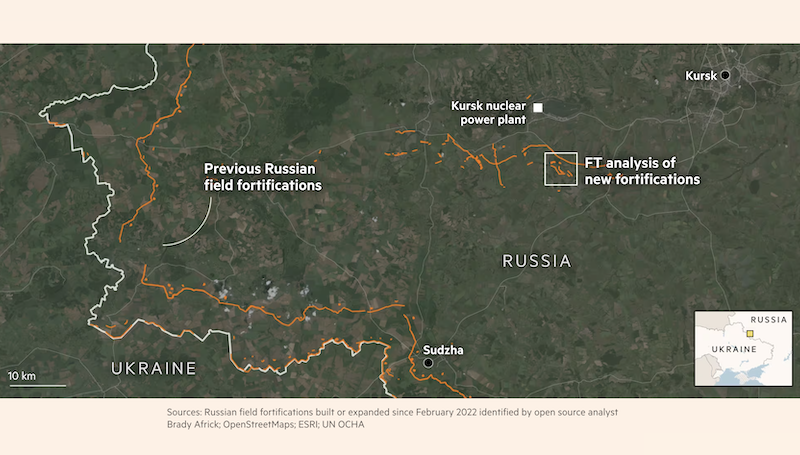 Kursk
Kursk nuclear
power plant
Previous Russian
field fortifications
FT analysis of
new fortifications
RUSSIA
RUSSIA
UKRAINE
Sudzha
UKRAINE
10 km
Sources: Russian field fortifications built or expanded since February 2022 identified by open source analyst
Brady Africk; OpenStreetMaps; ESRI; UN OCHA